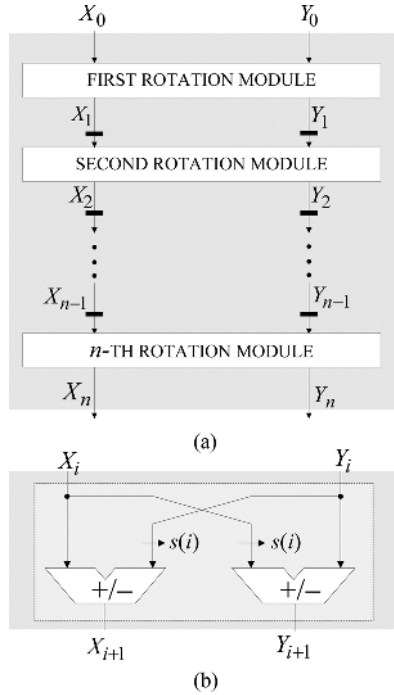 X₀ Y₀
FIRST ROTATION MODULE
X₁ Y₁
SECOND ROTATION MODULE
X₂ Y₂
Xₙ₋₁ Yₙ₋₁
n-TH ROTATION MODULE
Xₙ Yₙ
(a)
Xᵢ Yᵢ
s(i) s(i)
+/− +/−
Xᵢ₊₁ Yᵢ₊₁
(b)